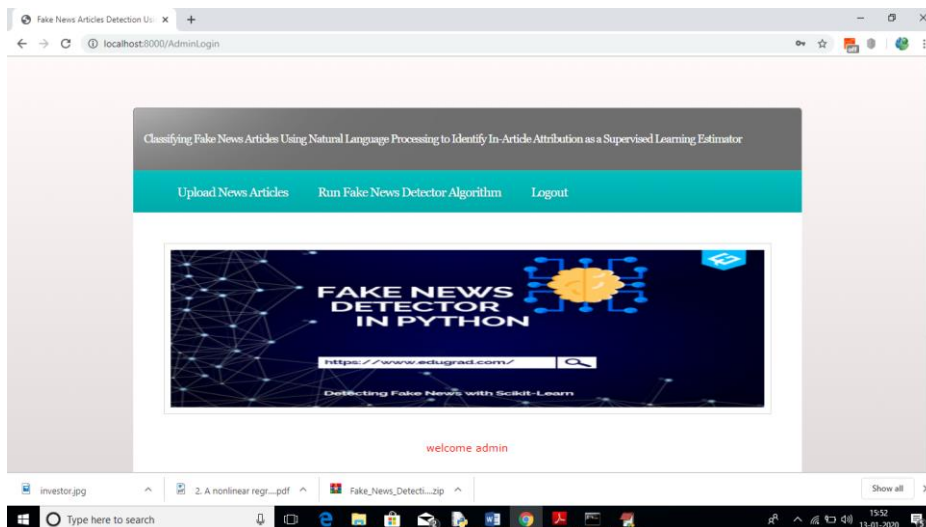 Fake News Articles Detection Usi
localhost:8000/AdminLogin
Classifying Fake News Articles Using Natural Language Processing to Identify In-Article Attribution as a Supervised Learning Estimator
Upload News Articles Run Fake News Detector Algorithm Logout
FAKE NEWS
DETECTOR
IN PYTHON
https://www.edugrad.com/
Detecting Fake News with Scikit-Learn
welcome admin
investor.jpg 2. A nonlinear regr....pdf Fake_News_Detecti....zip Show all
Type here to search 15:52
13-01-2020